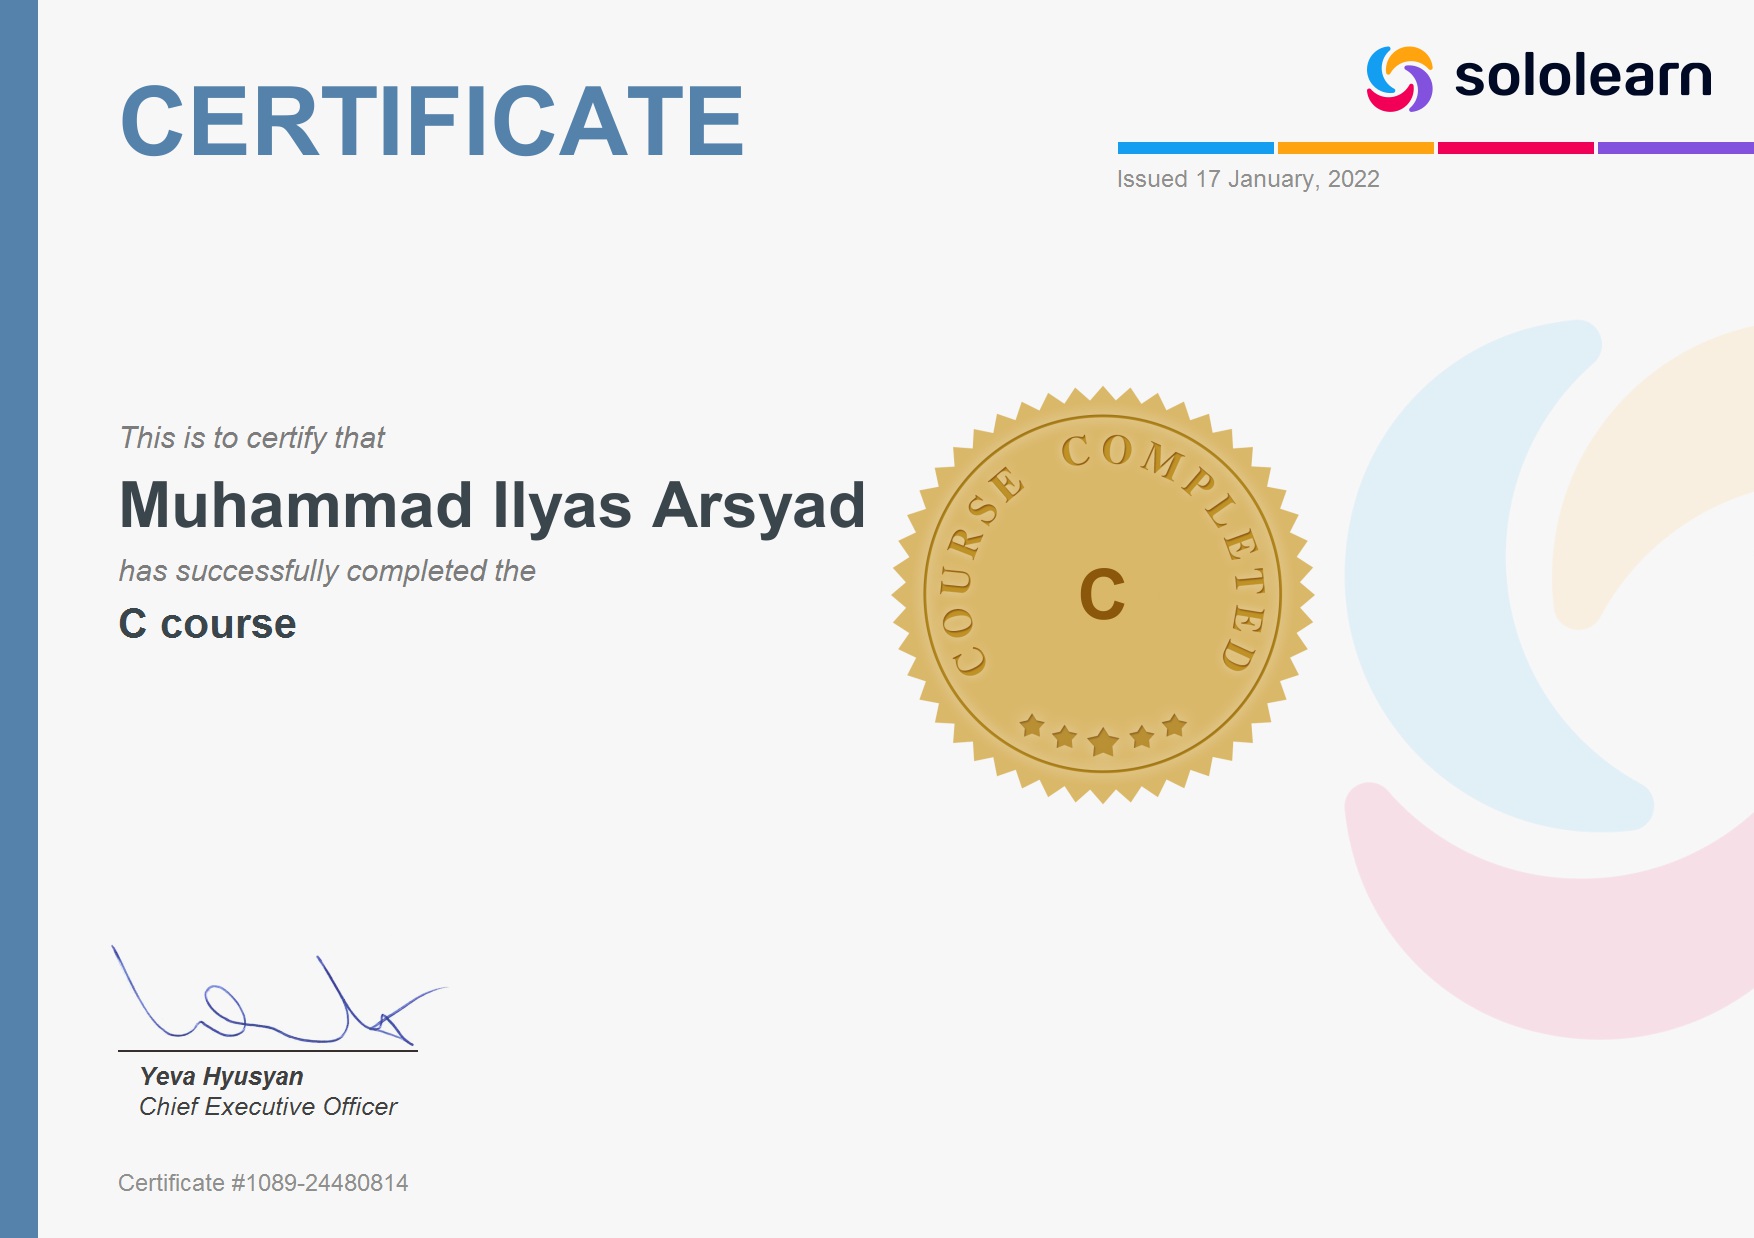 CERTIFICATE
sololearn
Issued 17 January, 2022
This is to certify that
Muhammad Ilyas Arsyad
has successfully completed the
C course
COURSE COMPLETED
C
Yeva Hyusyan
Chief Executive Officer
Certificate #1089-24480814